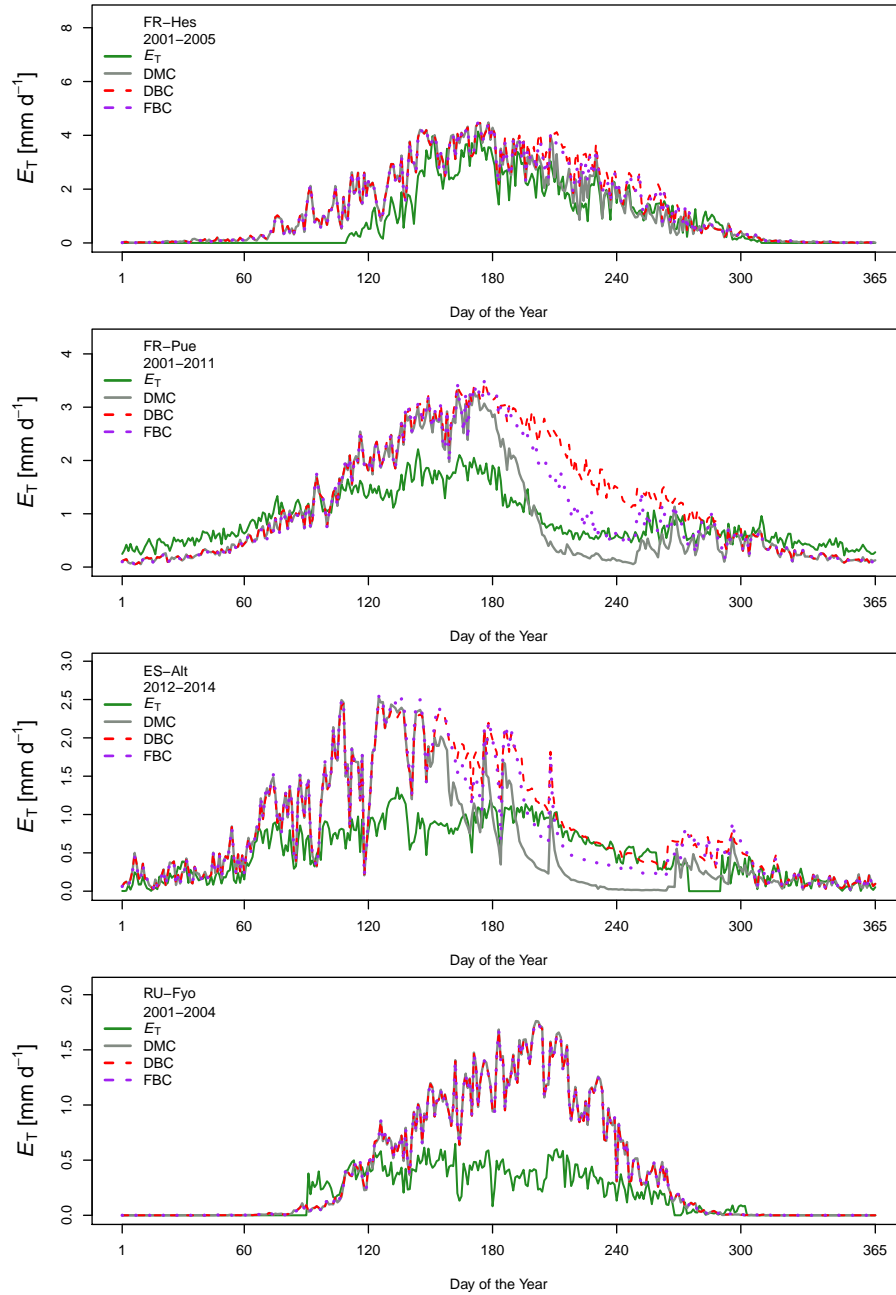 FR−Hes
2001−2005
E_T
DMC
DBC
FBC
E_T [mm d⁻¹]
0 2 4 6 8
1 60 120 180 240 300 365
Day of the Year
FR−Pue
2001−2011
E_T
DMC
DBC
FBC
E_T [mm d⁻¹]
0 1 2 3 4
1 60 120 180 240 300 365
Day of the Year
ES−Alt
2012−2014
E_T
DMC
DBC
FBC
E_T [mm d⁻¹]
0.0 0.5 1.0 1.5 2.0 2.5 3.0
1 60 120 180 240 300 365
Day of the Year
RU−Fyo
2001−2004
E_T
DMC
DBC
FBC
E_T [mm d⁻¹]
0.0 0.5 1.0 1.5 2.0
1 60 120 180 240 300 365
Day of the Year